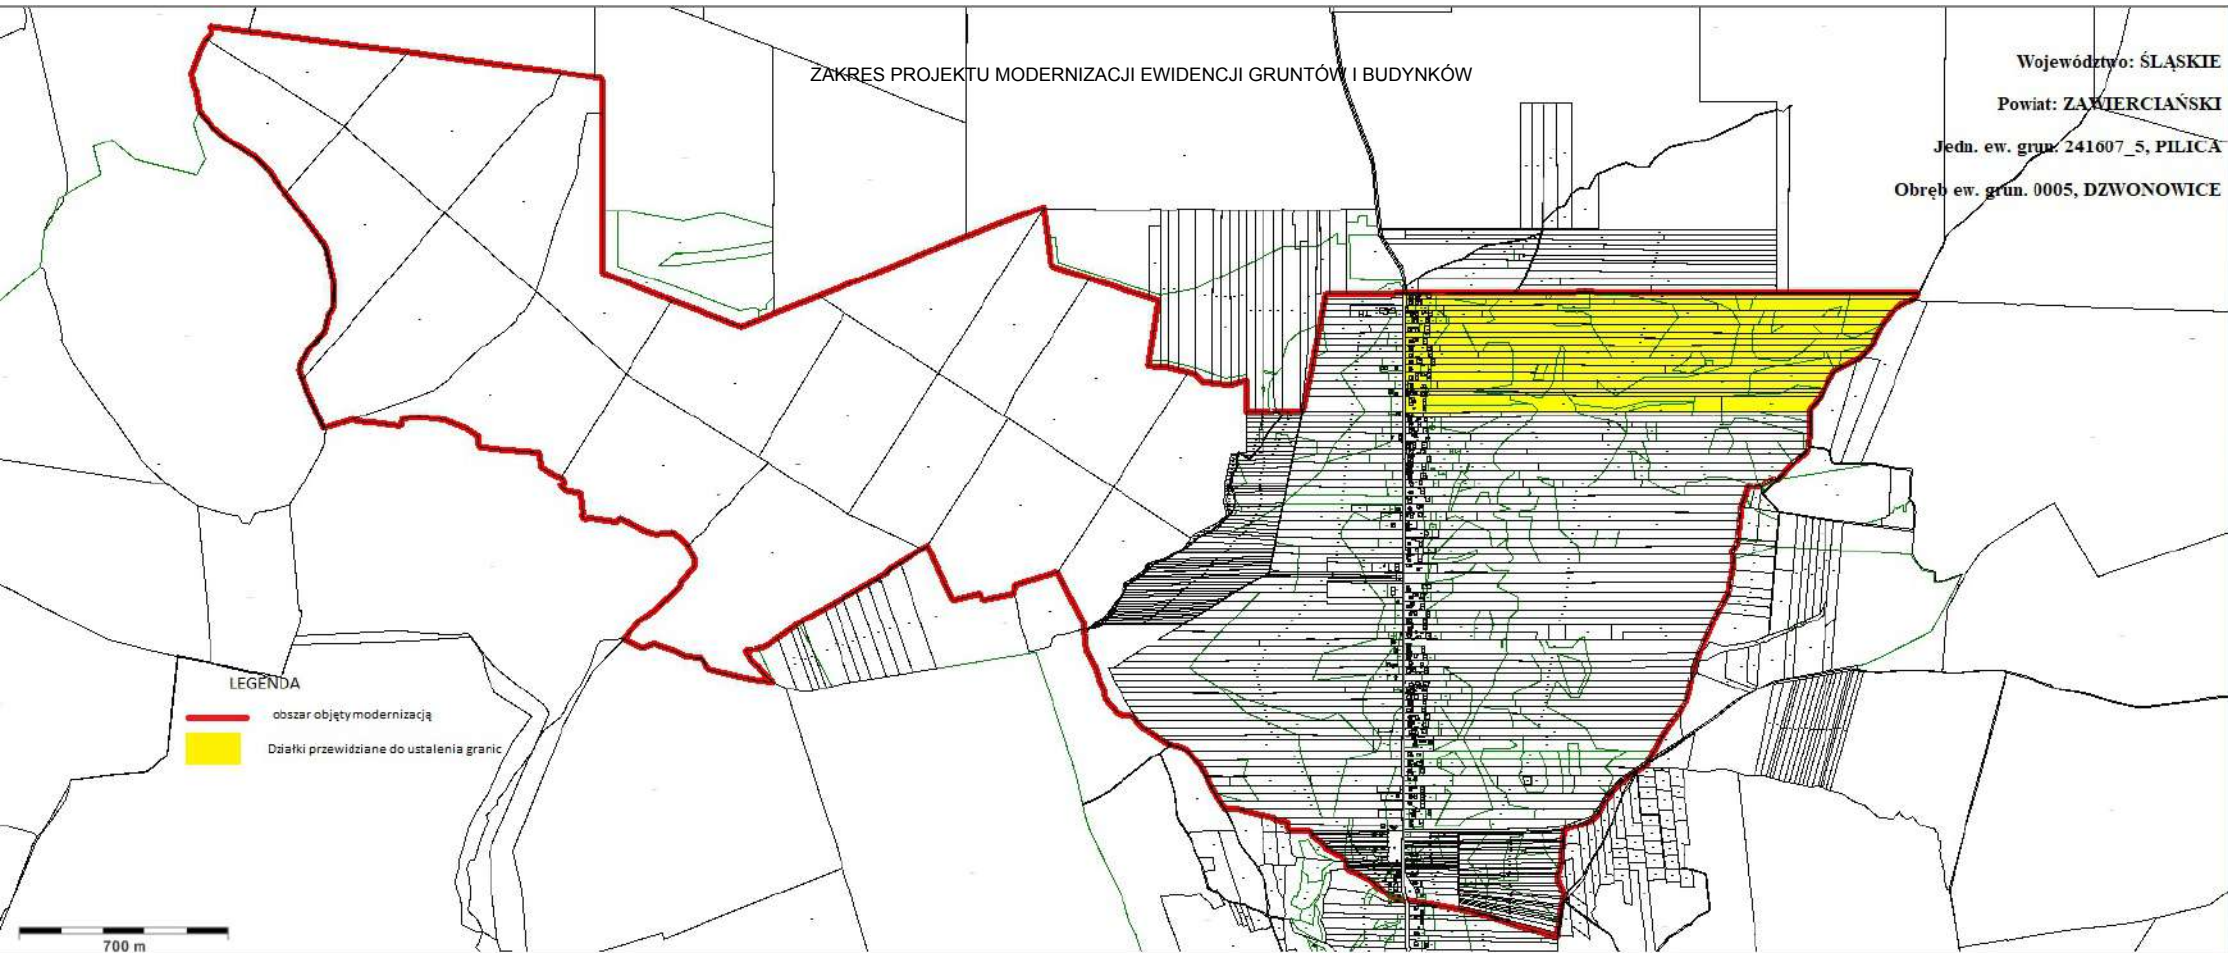 ZAKRES PROJEKTU MODERNIZACJI EWIDENCJI GRUNTÓW I BUDYNKÓW
Województwo: ŚLĄSKIE
Powiat: ZAWIERCIAŃSKI
Jedn. ew. grun. 241607_5, PILICA
Obręb ew. grun. 0005, DZWONOWICE
LEGENDA
obszar objęty modernizacją
Działki przewidziane do ustalenia granic
700 m